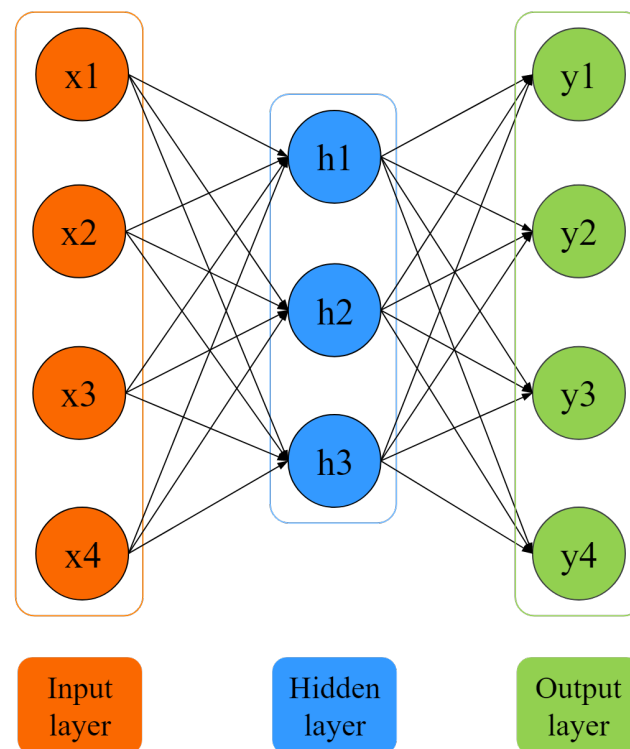 x1
x2
x3
x4
h1
h2
h3
y1
y2
y3
y4
Input
layer
Hidden
layer
Output
layer